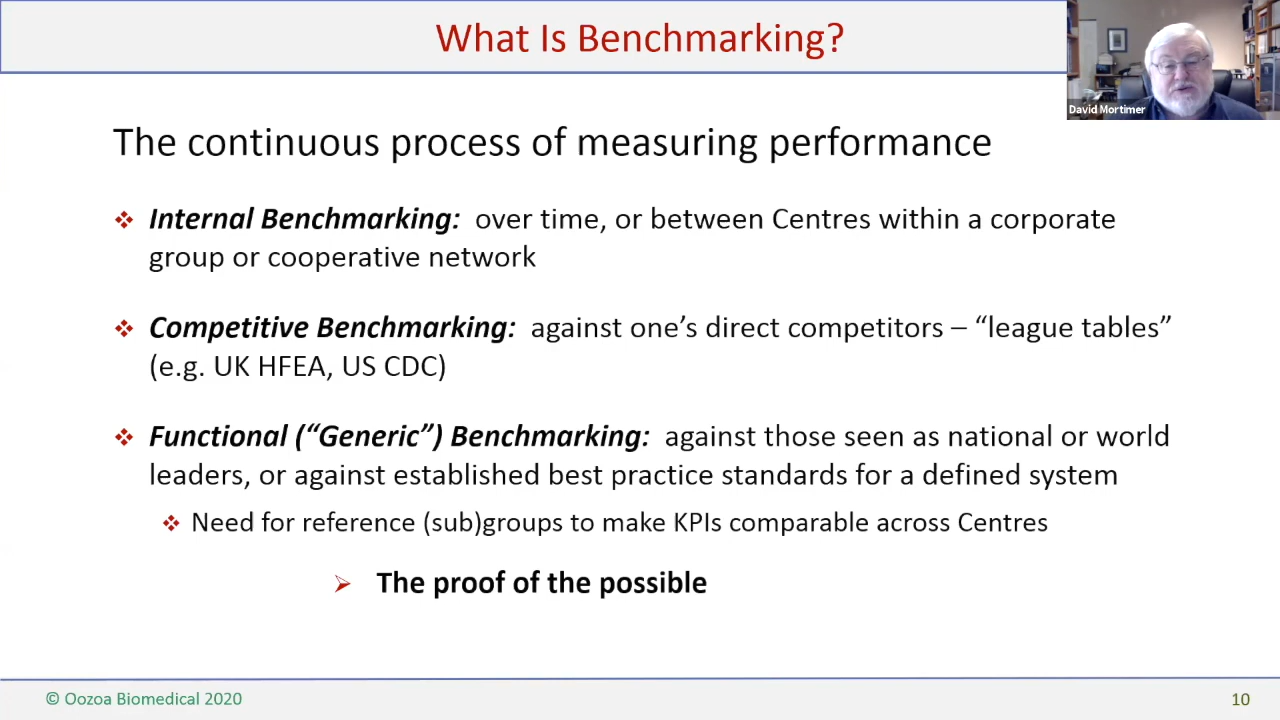 What Is Benchmarking?
David Mortimer
The continuous process of measuring performance
Internal Benchmarking: over time, or between Centres within a corporate
group or cooperative network
Competitive Benchmarking: against one’s direct competitors – “league tables”
(e.g. UK HFEA, US CDC)
Functional (“Generic”) Benchmarking: against those seen as national or world
leaders, or against established best practice standards for a defined system
Need for reference (sub)groups to make KPIs comparable across Centres
The proof of the possible
© Oozoa Biomedical 2020
10